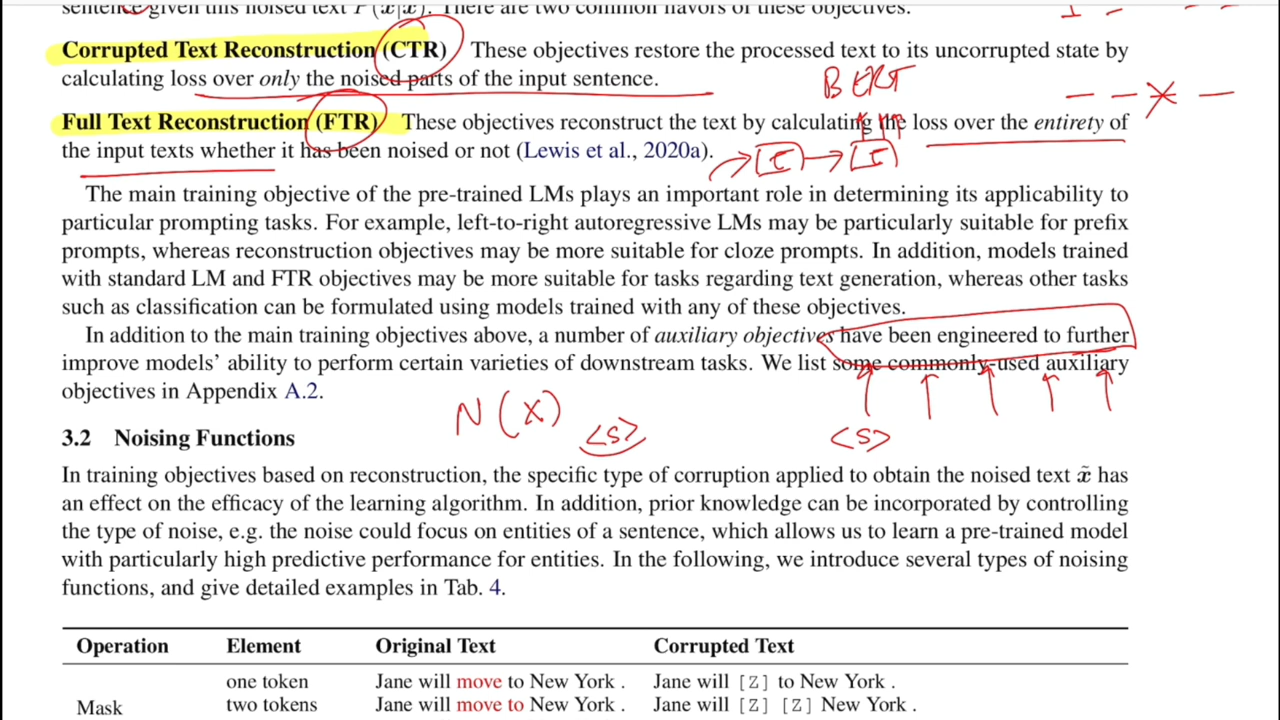 sentence given this noised text P(x|x̃). There are two common flavors of these objectives.
Corrupted Text Reconstruction (CTR) These objectives restore the processed text to its uncorrupted state by
calculating loss over only the noised parts of the input sentence.
BERT
Full Text Reconstruction (FTR) These objectives reconstruct the text by calculating the loss over the entirety of
the input texts whether it has been noised or not (Lewis et al., 2020a).
The main training objective of the pre-trained LMs plays an important role in determining its applicability to
particular prompting tasks. For example, left-to-right autoregressive LMs may be particularly suitable for prefix
prompts, whereas reconstruction objectives may be more suitable for cloze prompts. In addition, models trained
with standard LM and FTR objectives may be more suitable for tasks regarding text generation, whereas other tasks
such as classification can be formulated using models trained with any of these objectives.
In addition to the main training objectives above, a number of auxiliary objectives have been engineered to further
improve models' ability to perform certain varieties of downstream tasks. We list some commonly-used auxiliary
objectives in Appendix A.2.
N(X) <S> <S>
3.2 Noising Functions
In training objectives based on reconstruction, the specific type of corruption applied to obtain the noised text x̃ has
an effect on the efficacy of the learning algorithm. In addition, prior knowledge can be incorporated by controlling
the type of noise, e.g. the noise could focus on entities of a sentence, which allows us to learn a pre-trained model
with particularly high predictive performance for entities. In the following, we introduce several types of noising
functions, and give detailed examples in Tab. 4.
Operation Element Original Text Corrupted Text
one token Jane will move to New York . Jane will [Z] to New York .
Mask two tokens Jane will move to New York . Jane will [Z] [Z] New York .